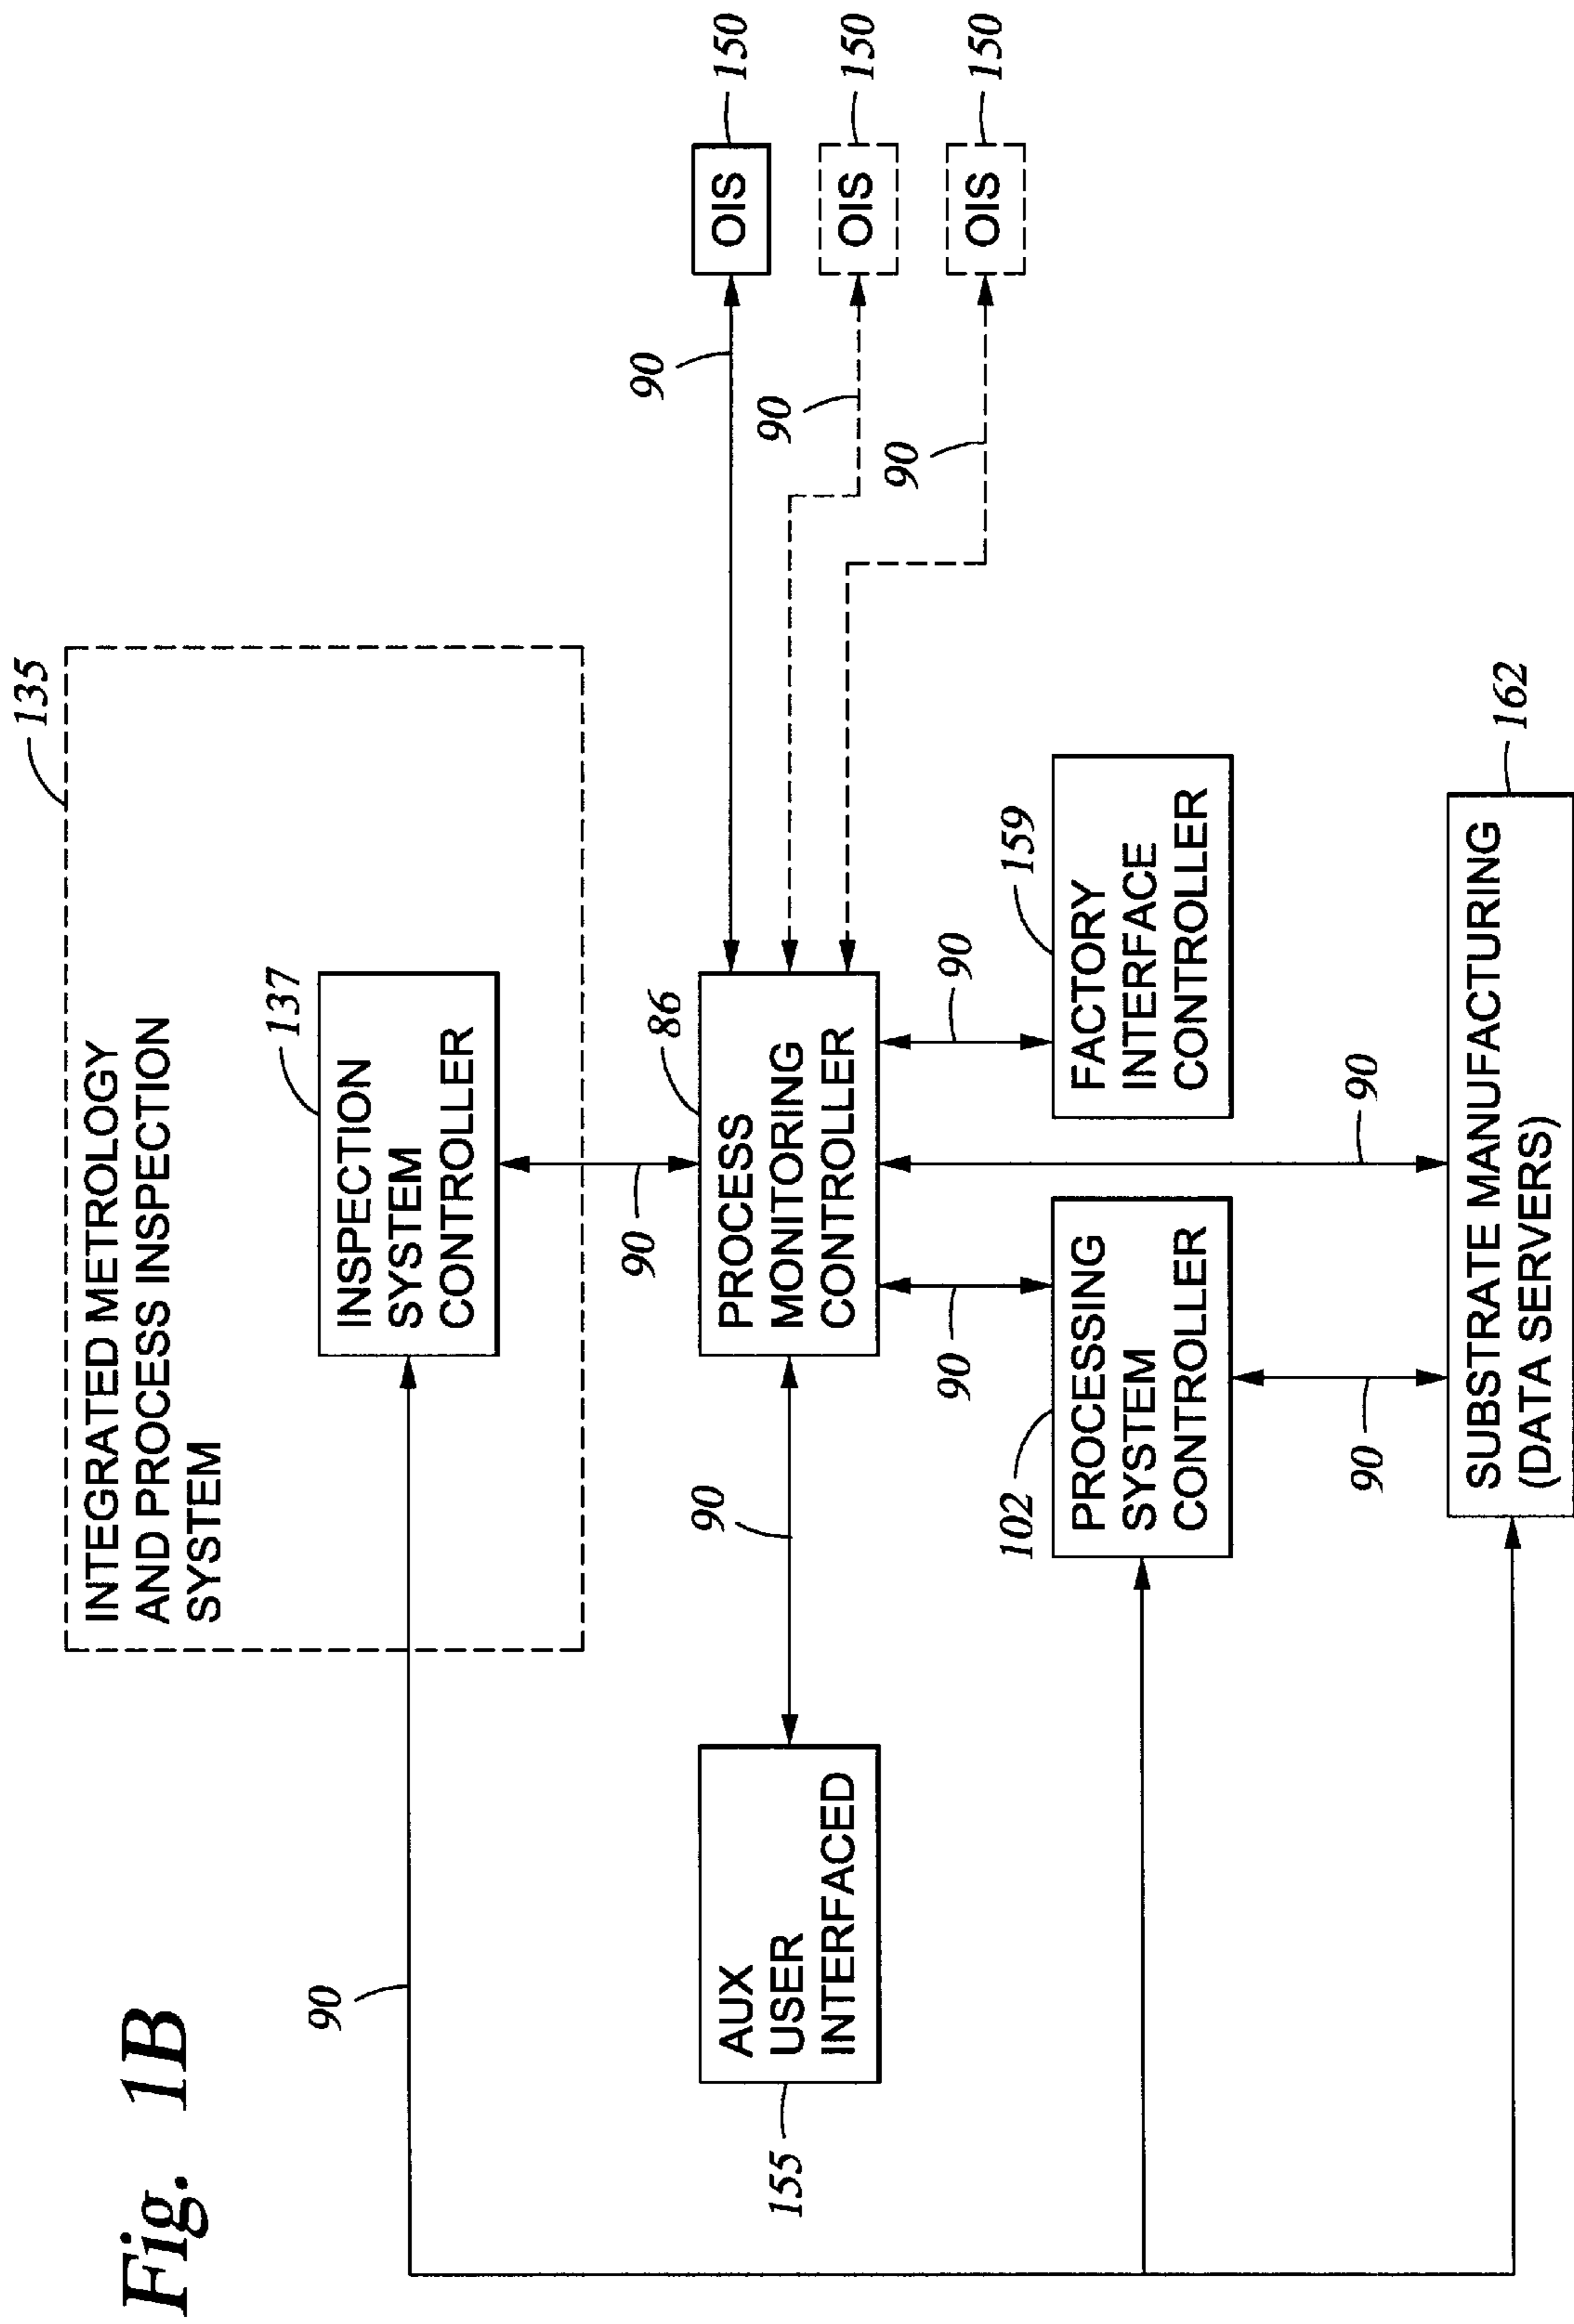 Fig. 1B
135
INTEGRATED METROLOGY
AND PROCESS INSPECTION
SYSTEM
137
INSPECTION
SYSTEM
CONTROLLER
90
90
155
AUX
USER
INTERFACED
90
86
PROCESS
MONITORING
CONTROLLER
90
OIS
150
90
OIS
150
90
OIS
150
90
90
102
PROCESSING
SYSTEM
CONTROLLER
159
FACTORY
INTERFACE
CONTROLLER
90
90
162
SUBSTRATE MANUFACTURING
(DATA SERVERS)